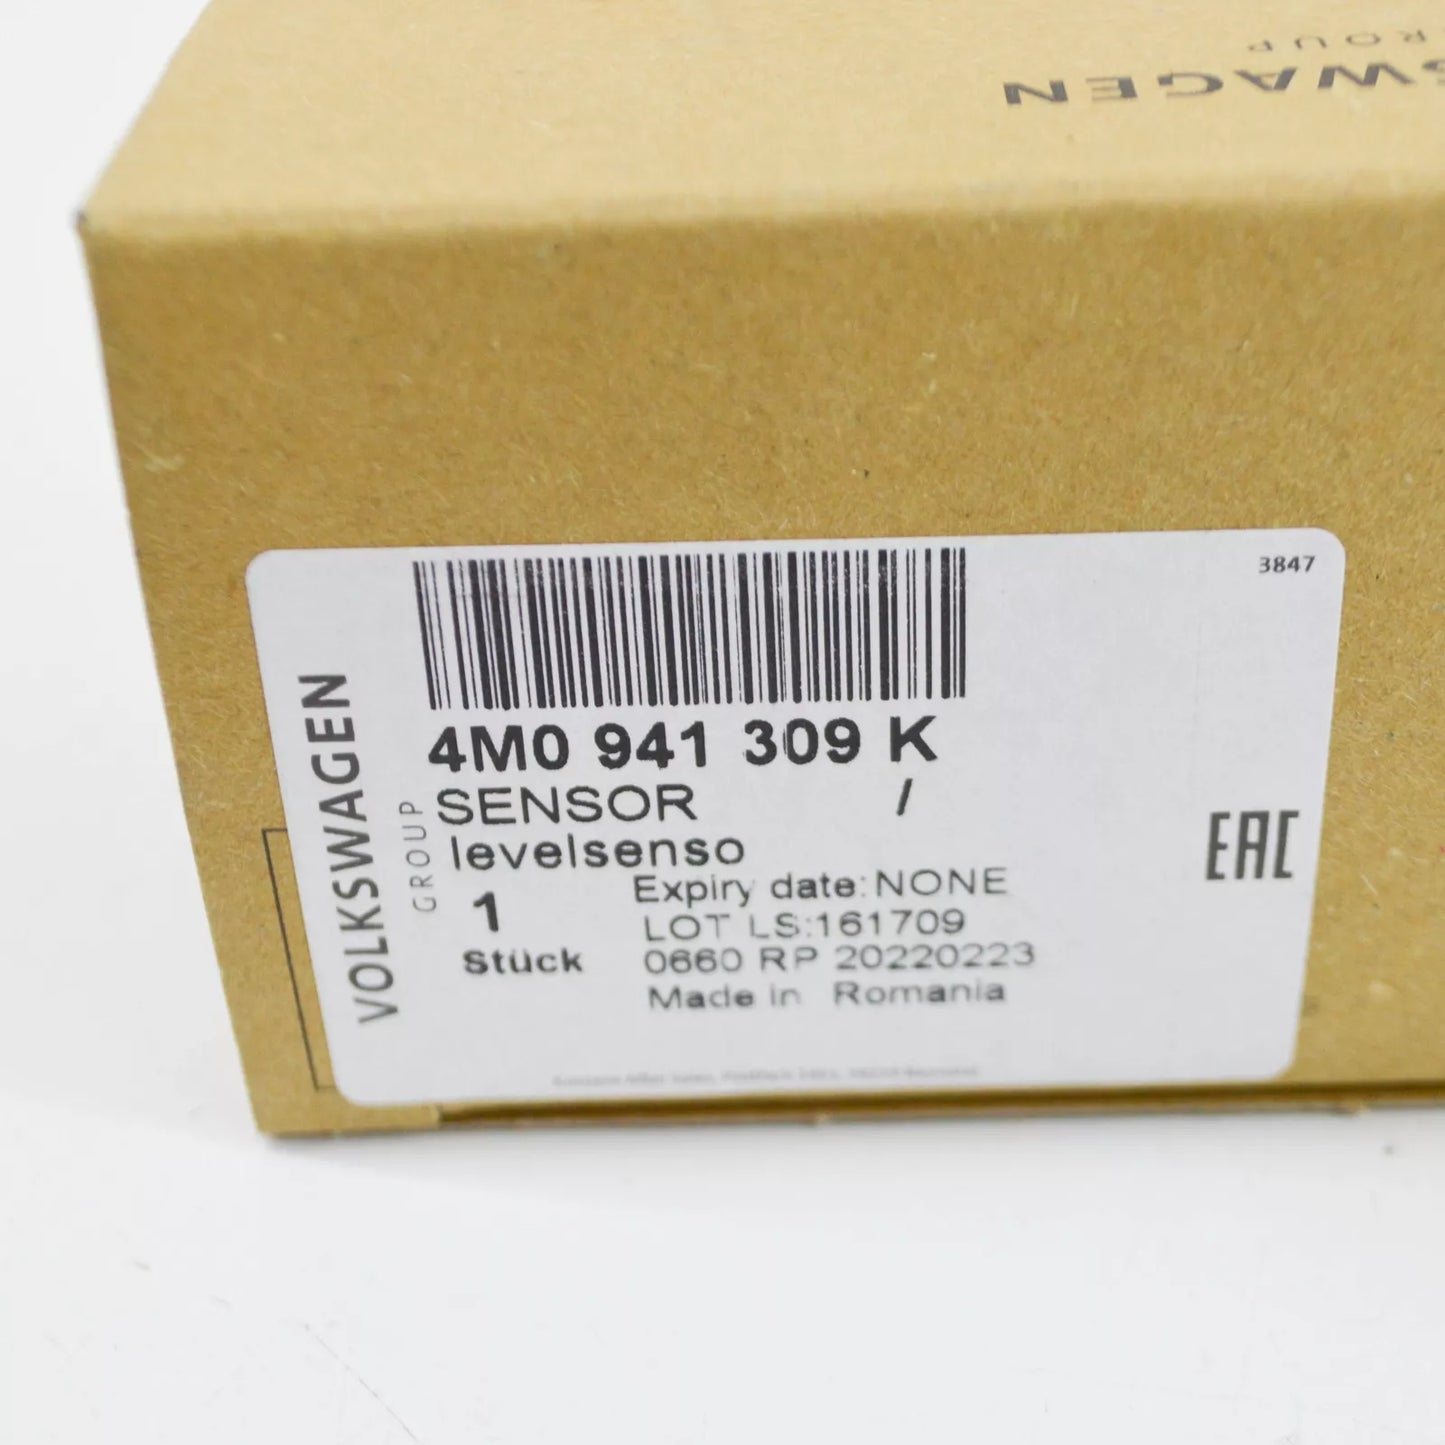 SWAGEN
ROUP
3847
VOLKSWAGEN
GROUP
4M0 941 309 K
SENSOR /
levelsenso
1
Stück
Expiry date: NONE
LOT LS:161709
0660 RP 20220223
Made in Romania
EAC